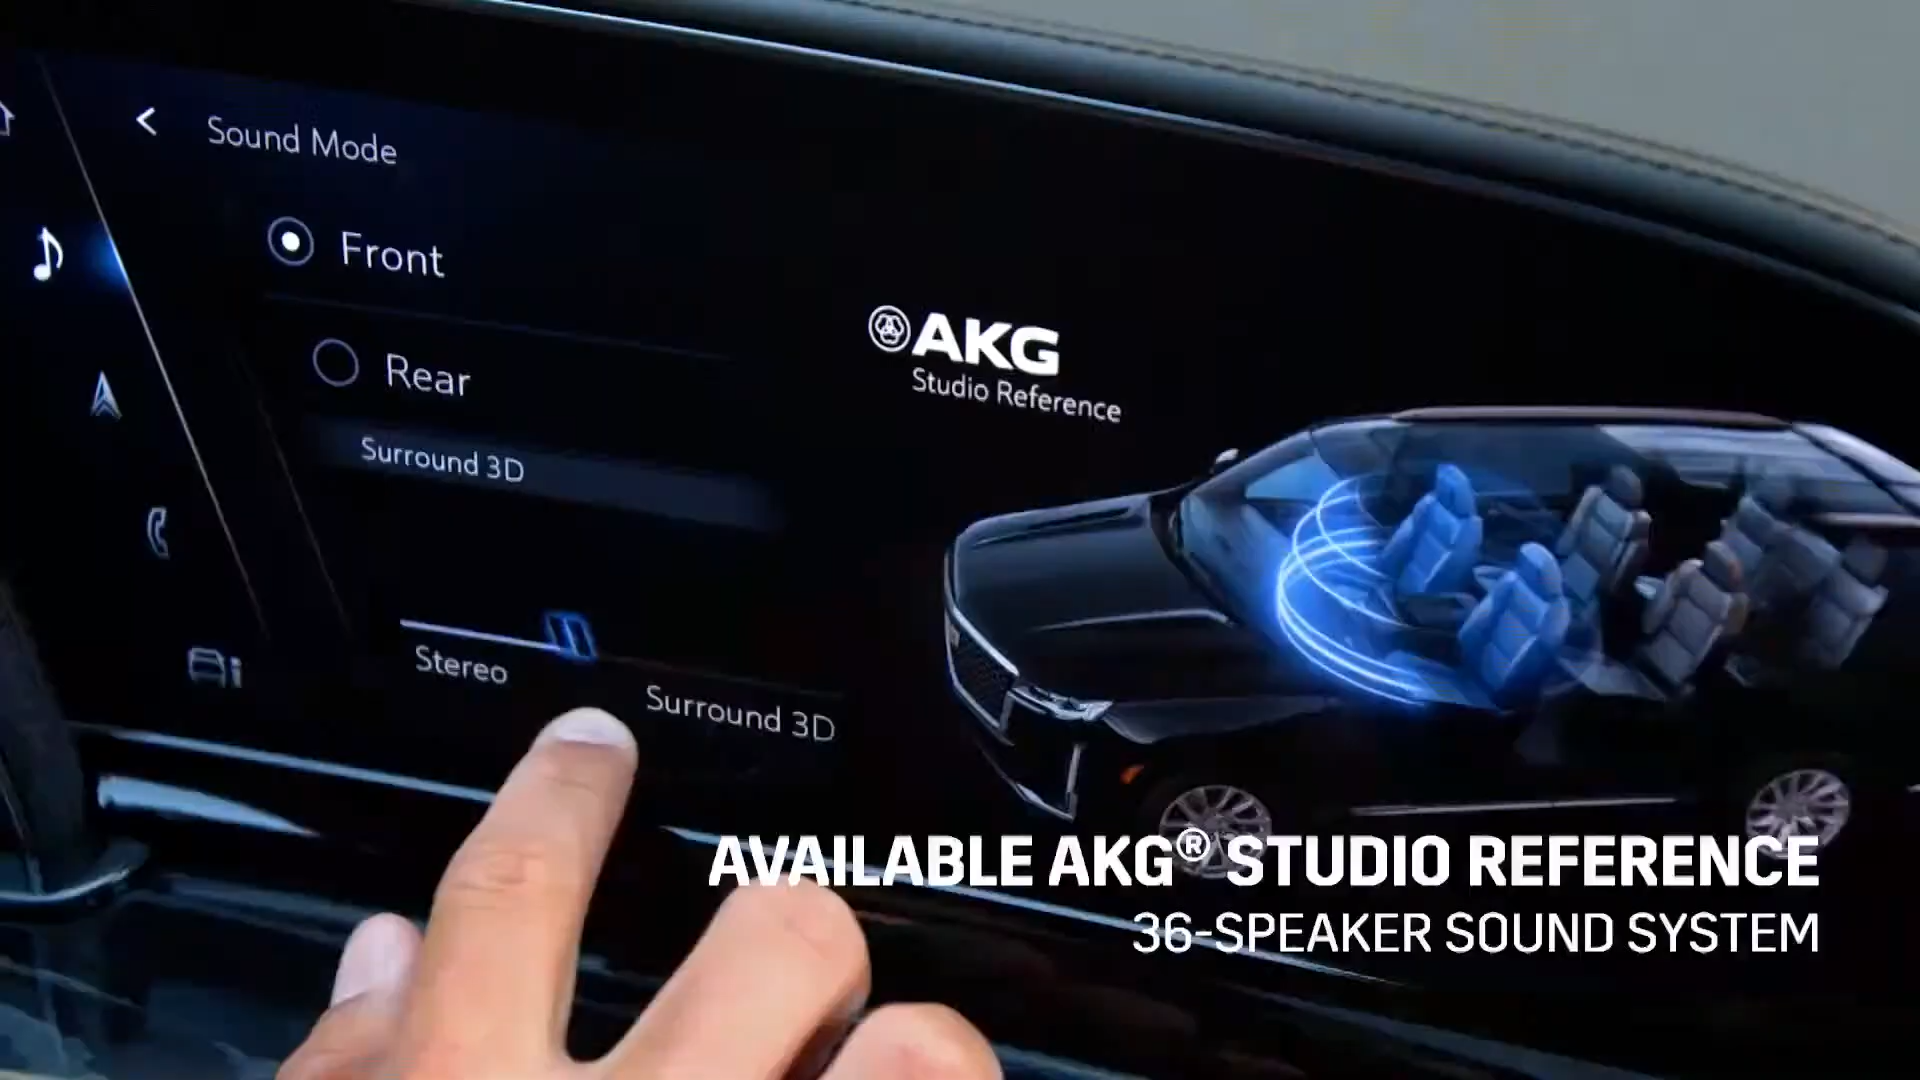 Sound Mode
Front
Rear
Surround 3D
Stereo
Surround 3D
AKG
Studio Reference
AVAILABLE AKG® STUDIO REFERENCE
36-SPEAKER SOUND SYSTEM